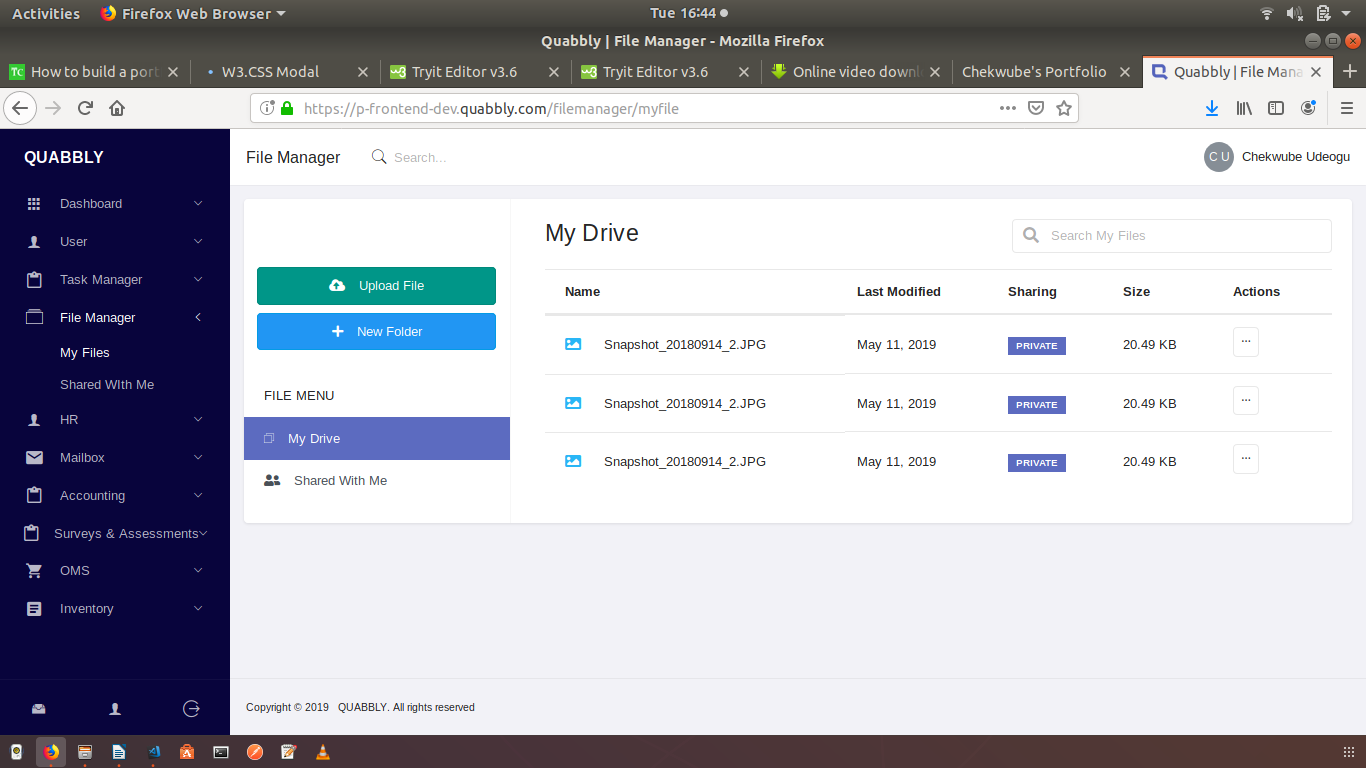 Activities Firefox Web Browser Tue 16:44
Quabbly | File Manager - Mozilla Firefox
How to build a port W3.CSS Modal Tryit Editor v3.6 Tryit Editor v3.6 Online video downl Chekwube's Portfolio Quabbly | File Mana
https://p-frontend-dev.quabbly.com/filemanager/myfile
QUABBLY
File Manager Search... C U Chekwube Udeogu
Dashboard
User
Task Manager
File Manager
My Files
Shared WIth Me
HR
Mailbox
Accounting
Surveys & Assessments
OMS
Inventory
Upload File
New Folder
FILE MENU
My Drive
Shared With Me
My Drive Search My Files
Name Last Modified Sharing Size Actions
Snapshot_20180914_2.JPG May 11, 2019 PRIVATE 20.49 KB ...
Snapshot_20180914_2.JPG May 11, 2019 PRIVATE 20.49 KB ...
Snapshot_20180914_2.JPG May 11, 2019 PRIVATE 20.49 KB ...
Copyright © 2019 QUABBLY. All rights reserved